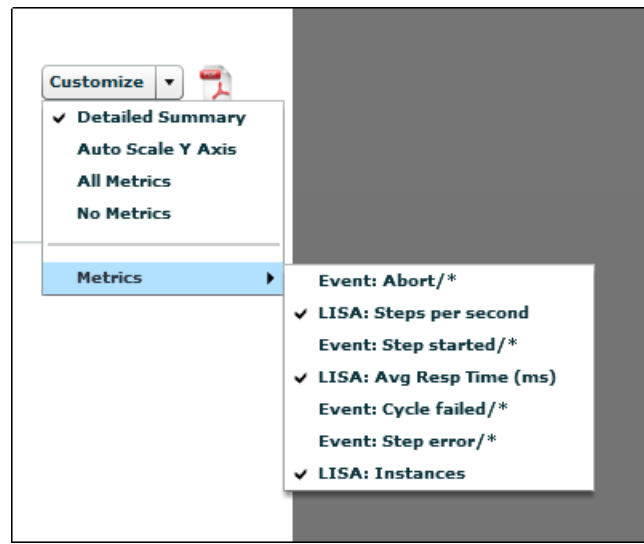 Customize
Detailed Summary
Auto Scale Y Axis
All Metrics
No Metrics
Metrics
Event: Abort/*
LISA: Steps per second
Event: Step started/*
LISA: Avg Resp Time (ms)
Event: Cycle failed/*
Event: Step error/*
LISA: Instances